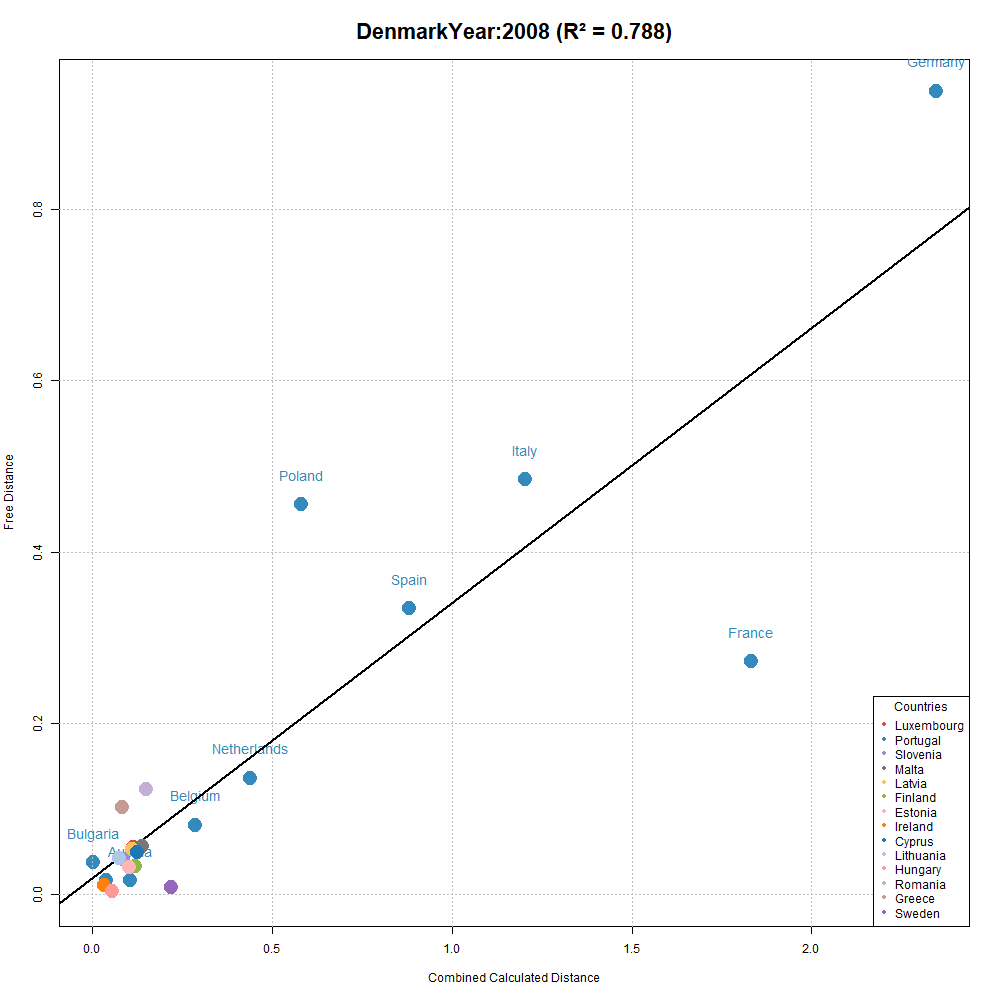 DenmarkYear:2008 (R² = 0.788)
Germany
0.8
0.6
Italy
Poland
Free Distance
0.4
Spain
France
0.2
Netherlands
Belgium
Bulgaria
Austria
0.0
Countries
Luxembourg
Portugal
Slovenia
Malta
Latvia
Finland
Estonia
Ireland
Cyprus
Lithuania
Hungary
Romania
Greece
Sweden
0.0 0.5 1.0 1.5 2.0
Combined Calculated Distance